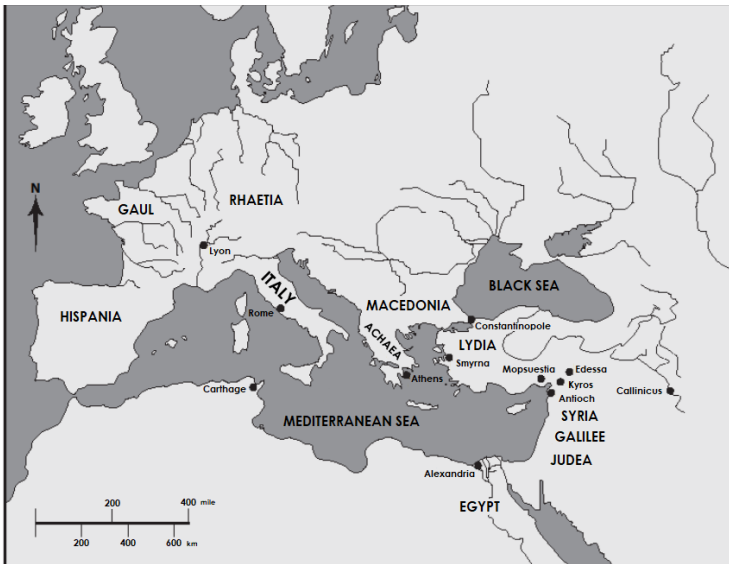 N
GAUL
RHAETIA
Lyon
ITALY
Rome
HISPANIA
BLACK SEA
MACEDONIA
Constantinopole
ACHAEA
LYDIA
Smyrna
Athens
Mopsuestia
Edessa
Kyros
Antioch
Callinicus
Carthage
SYRIA
MEDITERRANEAN SEA
GALILEE
JUDEA
Alexandria
EGYPT
200 400 mile
200 400 600 km